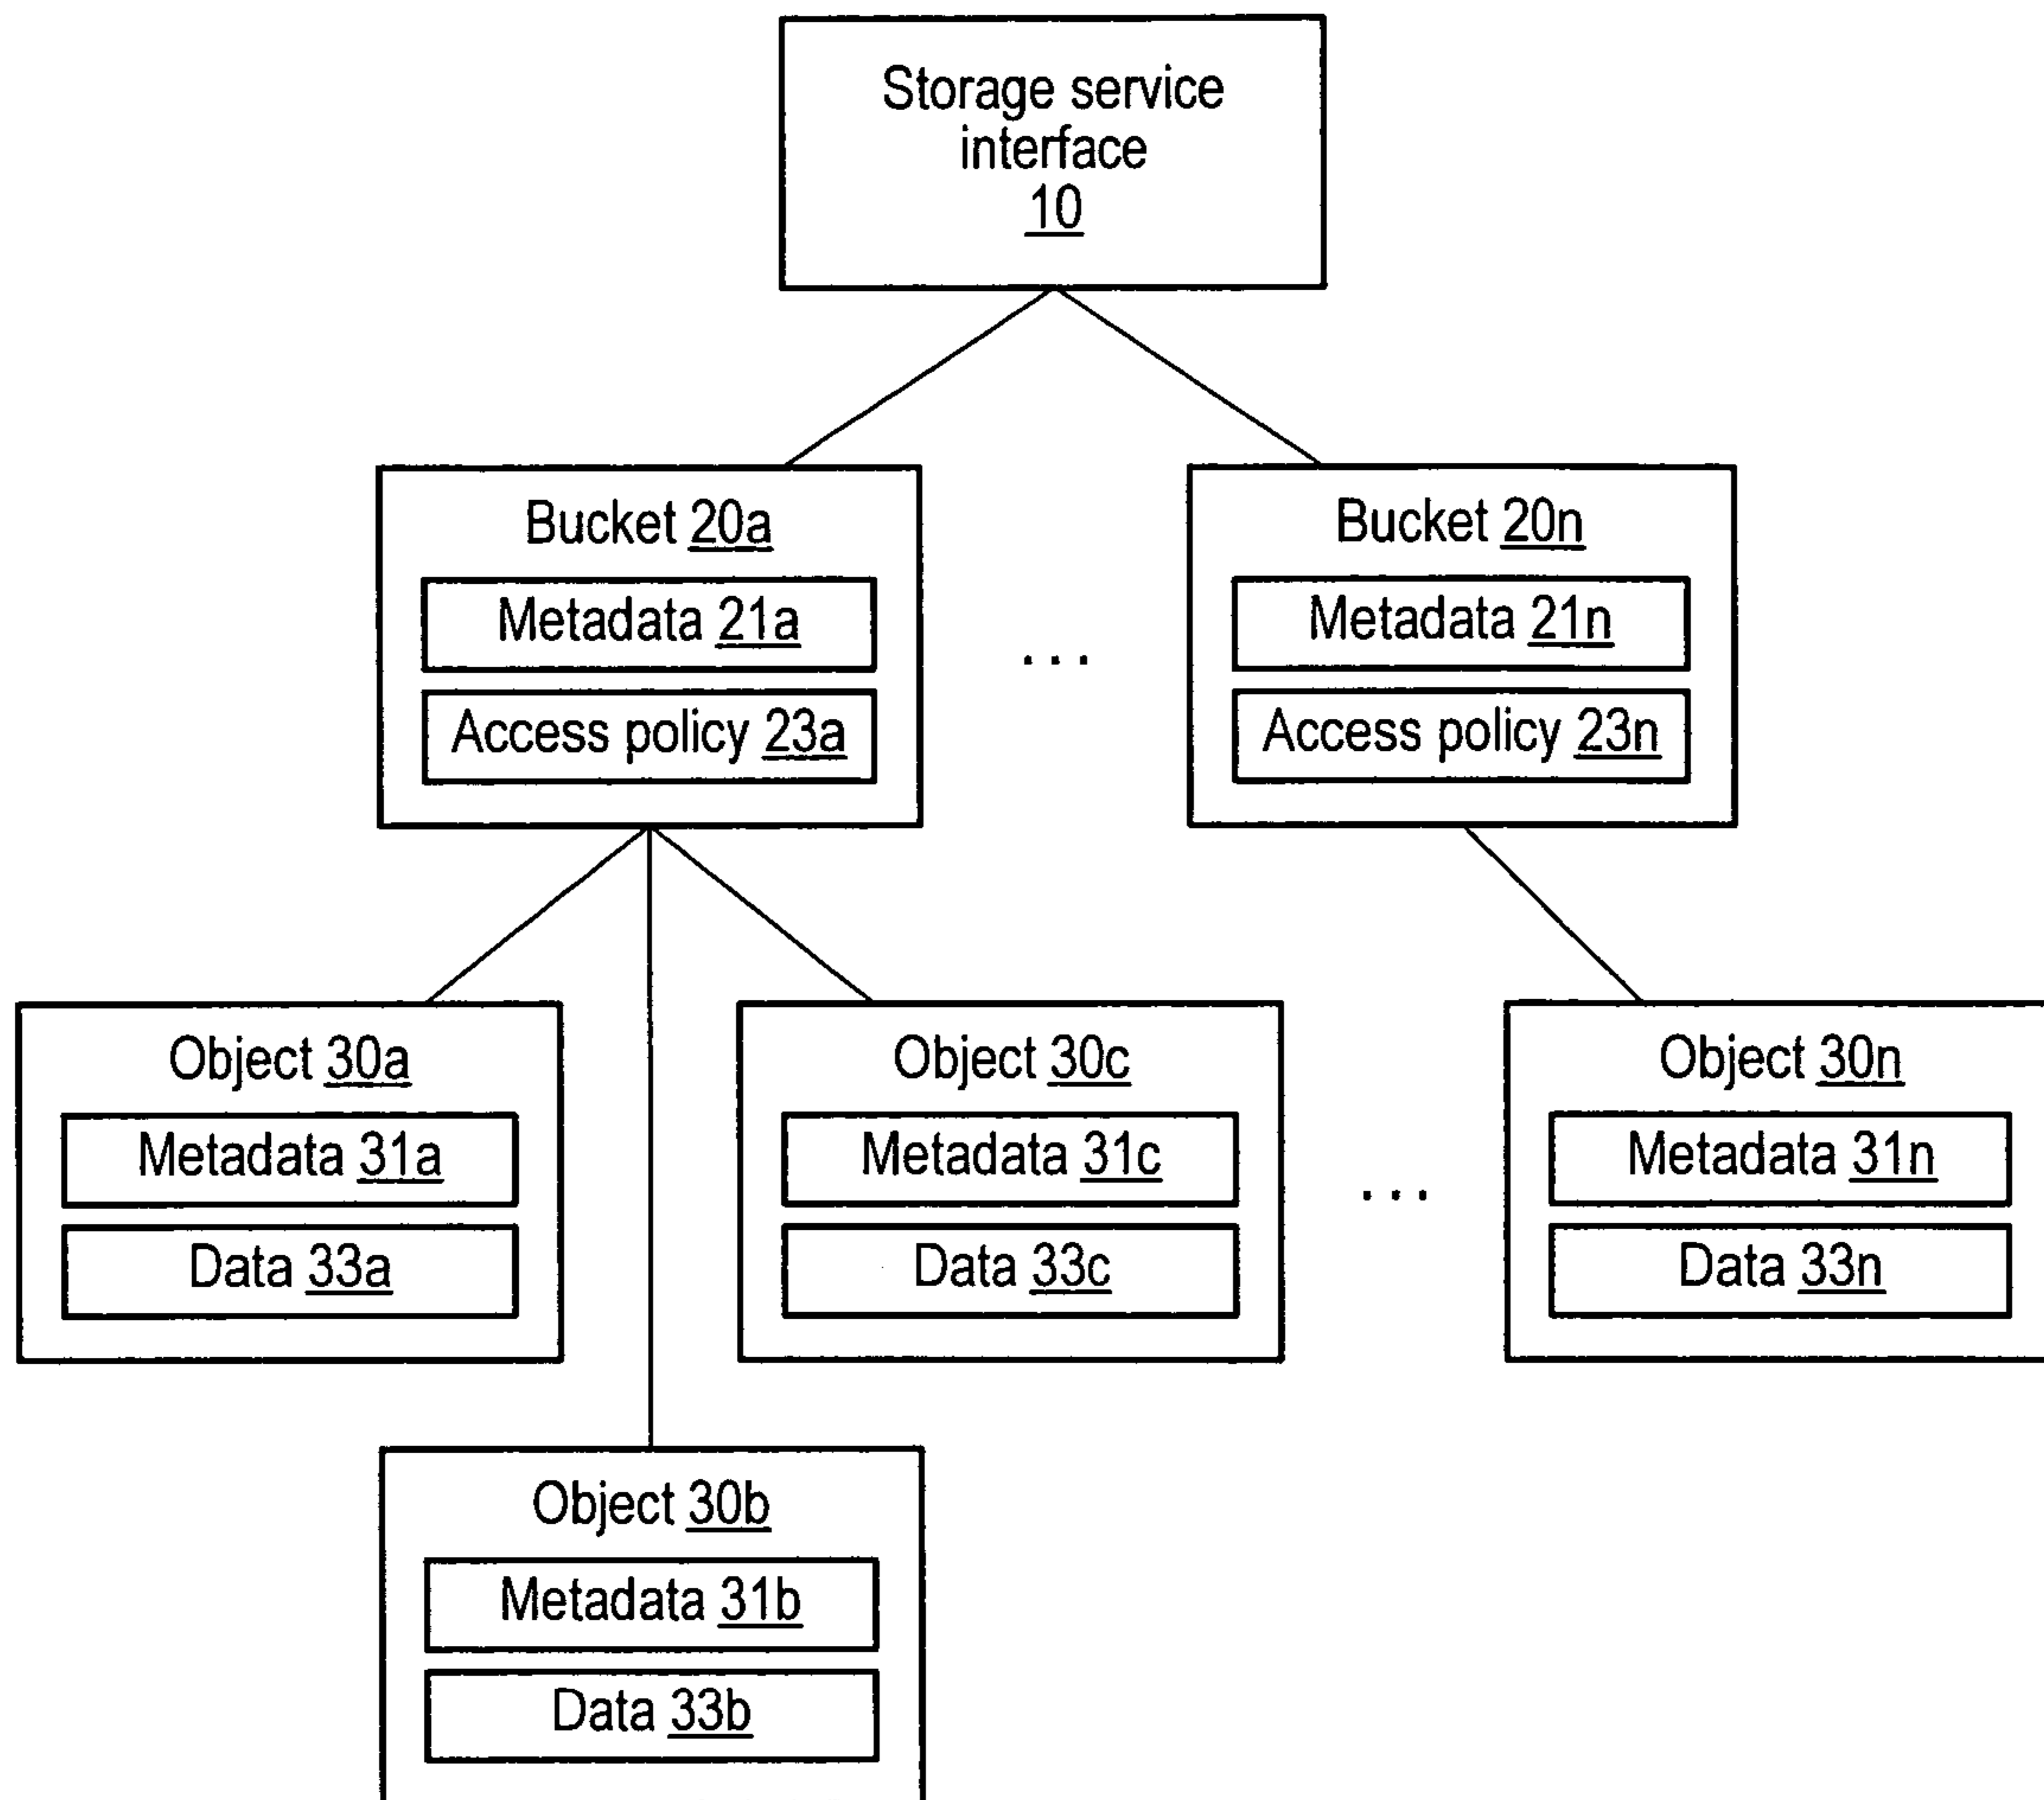 Storage service
interface
10
Bucket 20a
Metadata 21a
Access policy 23a
. . .
Bucket 20n
Metadata 21n
Access policy 23n
Object 30a
Metadata 31a
Data 33a
Object 30c
Metadata 31c
Data 33c
. . .
Object 30n
Metadata 31n
Data 33n
Object 30b
Metadata 31b
Data 33b